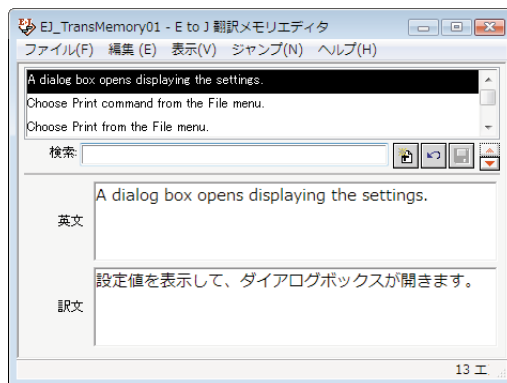 EJ_TransMemory01 - E to J 翻訳メモリエディタ
ファイル(F) 編集(E) 表示(V) ジャンプ(N) ヘルプ(H)
A dialog box opens displaying the settings.
Choose Print command from the File menu.
Choose Print from the File menu.
検索:
英文
A dialog box opens displaying the settings.
訳文
設定値を表示して、ダイアログボックスが開きます。
13 エ